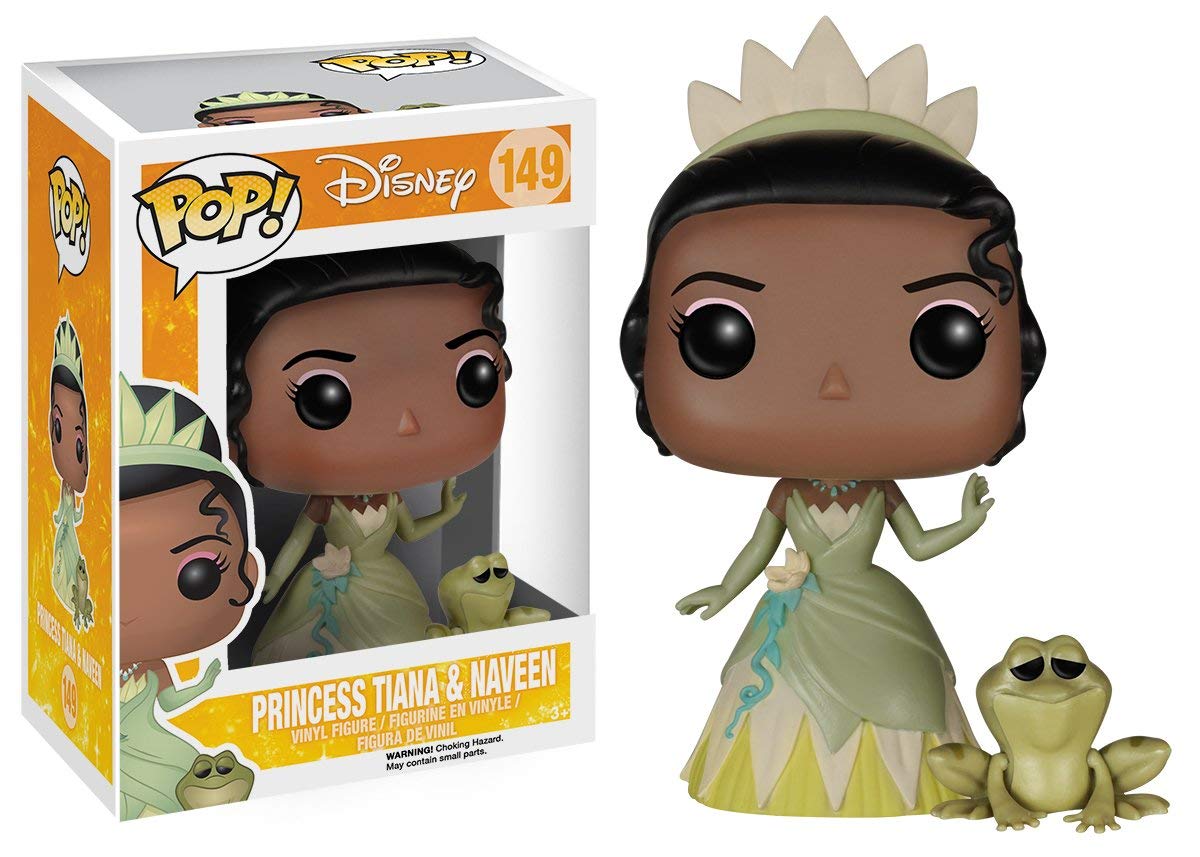 POP!
POP!
POP!
Disney
149
PRINCESS TIANA & NAVEEN
149
PRINCESS TIANA & NAVEEN
VINYL FIGURE / FIGURINE EN VINYLE /
FIGURA DE VINIL
3+
WARNING! Choking Hazard.
May contain small parts.